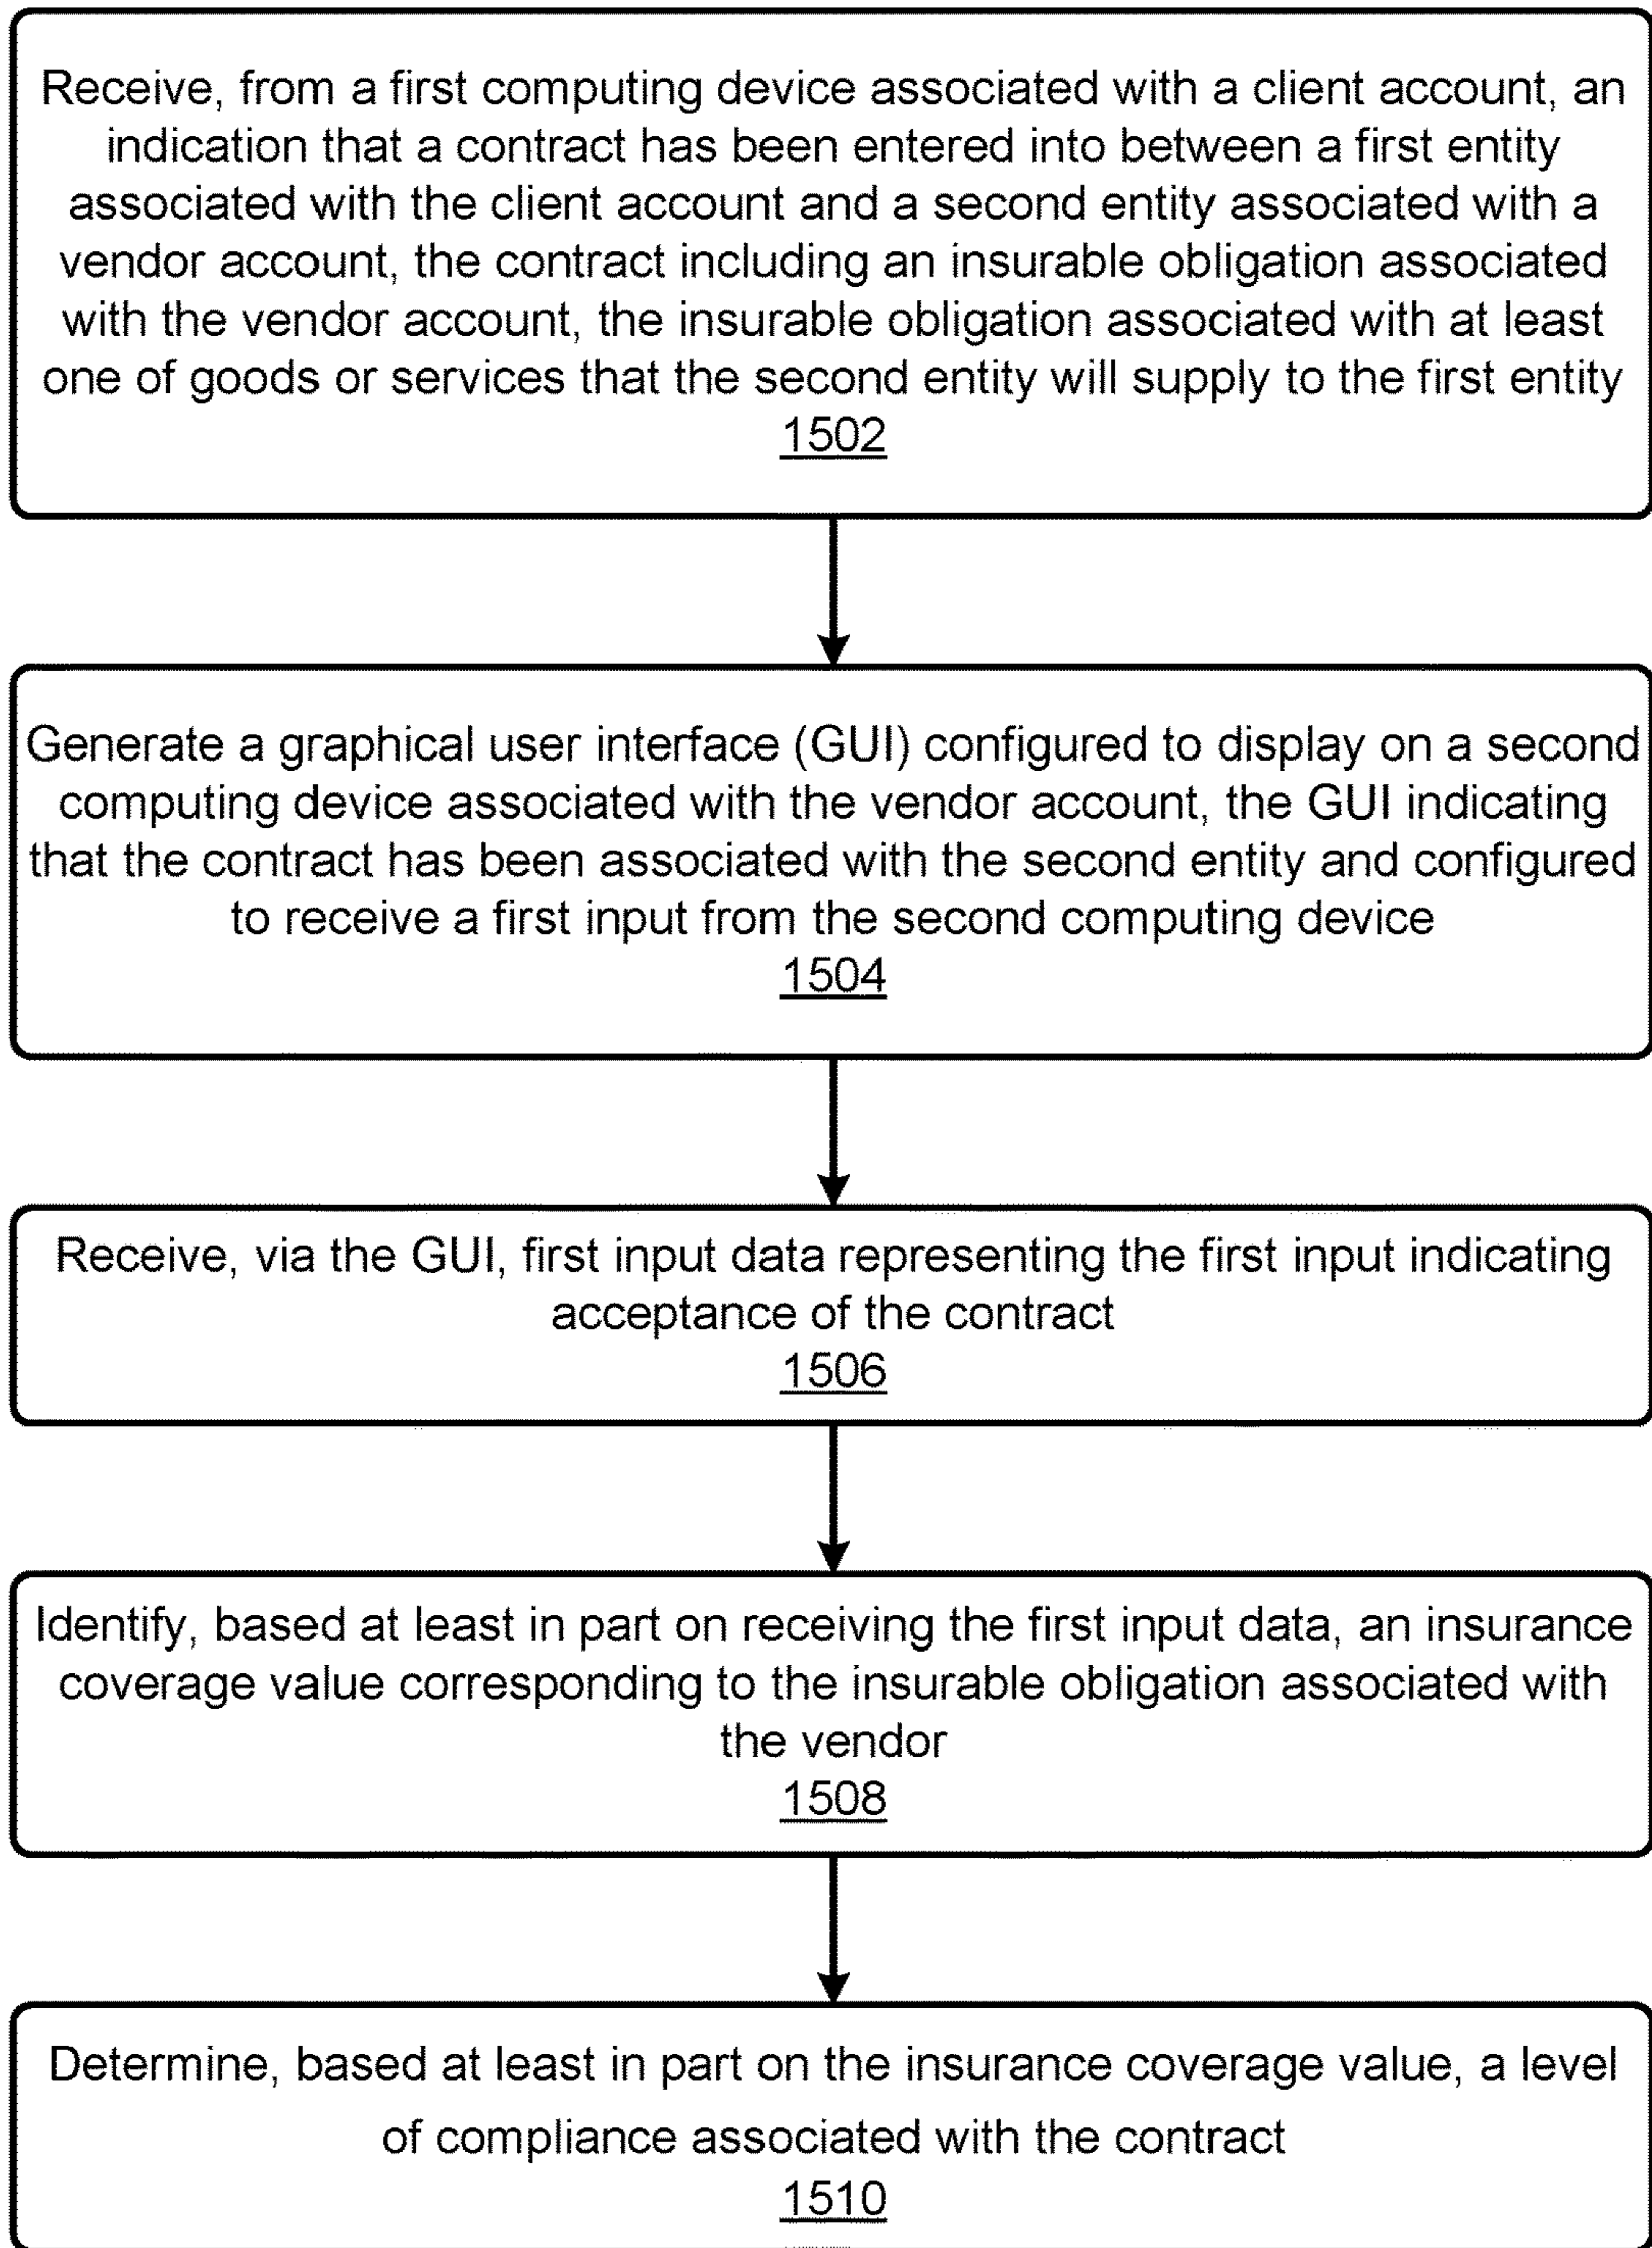 Receive, from a first computing device associated with a client account, an
indication that a contract has been entered into between a first entity
associated with the client account and a second entity associated with a
vendor account, the contract including an insurable obligation associated
with the vendor account, the insurable obligation associated with at least
one of goods or services that the second entity will supply to the first entity
1502
Generate a graphical user interface (GUI) configured to display on a second
computing device associated with the vendor account, the GUI indicating
that the contract has been associated with the second entity and configured
to receive a first input from the second computing device
1504
Receive, via the GUI, first input data representing the first input indicating
acceptance of the contract
1506
Identify, based at least in part on receiving the first input data, an insurance
coverage value corresponding to the insurable obligation associated with
the vendor
1508
Determine, based at least in part on the insurance coverage value, a level
of compliance associated with the contract
1510